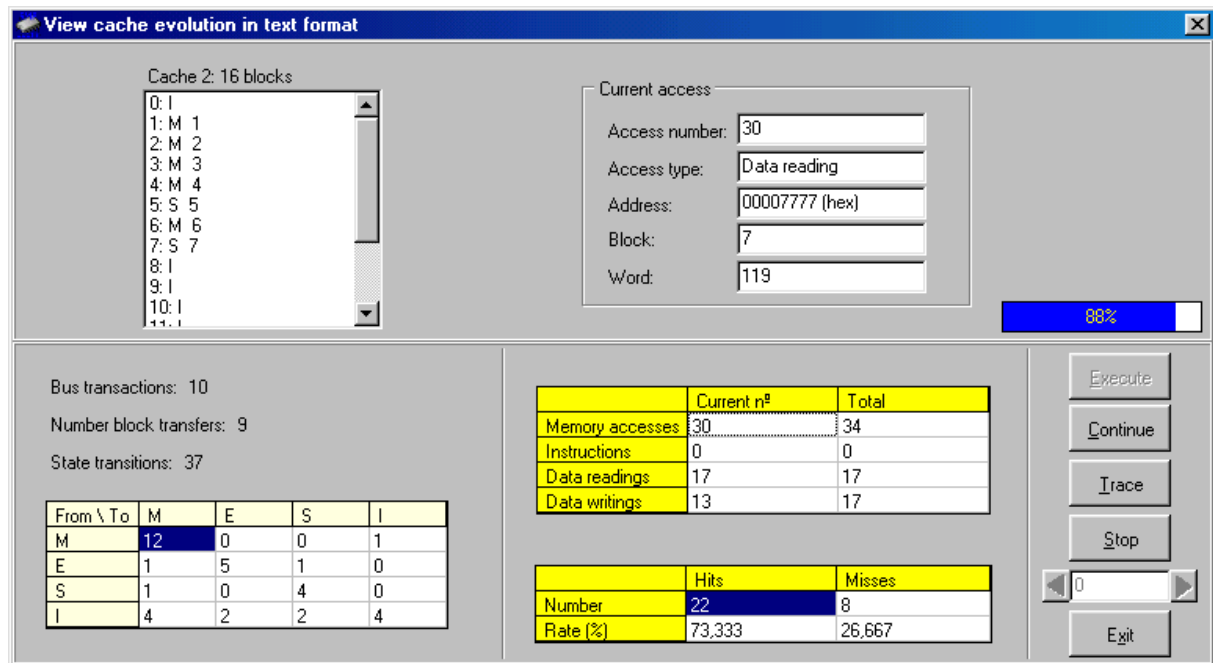 View cache evolution in text format
Cache 2: 16 blocks
0: I
1: M 1
2: M 2
3: M 3
4: M 4
5: S 5
6: M 6
7: S 7
8: I
9: I
10: I
11: I
Current access
Access number: 30
Access type: Data reading
Address: 00007777 (hex)
Block: 7
Word: 119
88%
Bus transactions: 10
Number block transfers: 9
State transitions: 37
From \ To M E S I
M 12 0 0 1
E 1 5 1 0
S 1 0 4 0
I 4 2 2 4
Current nº Total
Memory accesses 30 34
Instructions 0 0
Data readings 17 17
Data writings 13 17
Hits Misses
Number 22 8
Rate (%) 73,333 26,667
Execute
Continue
Trace
Stop
0
Exit